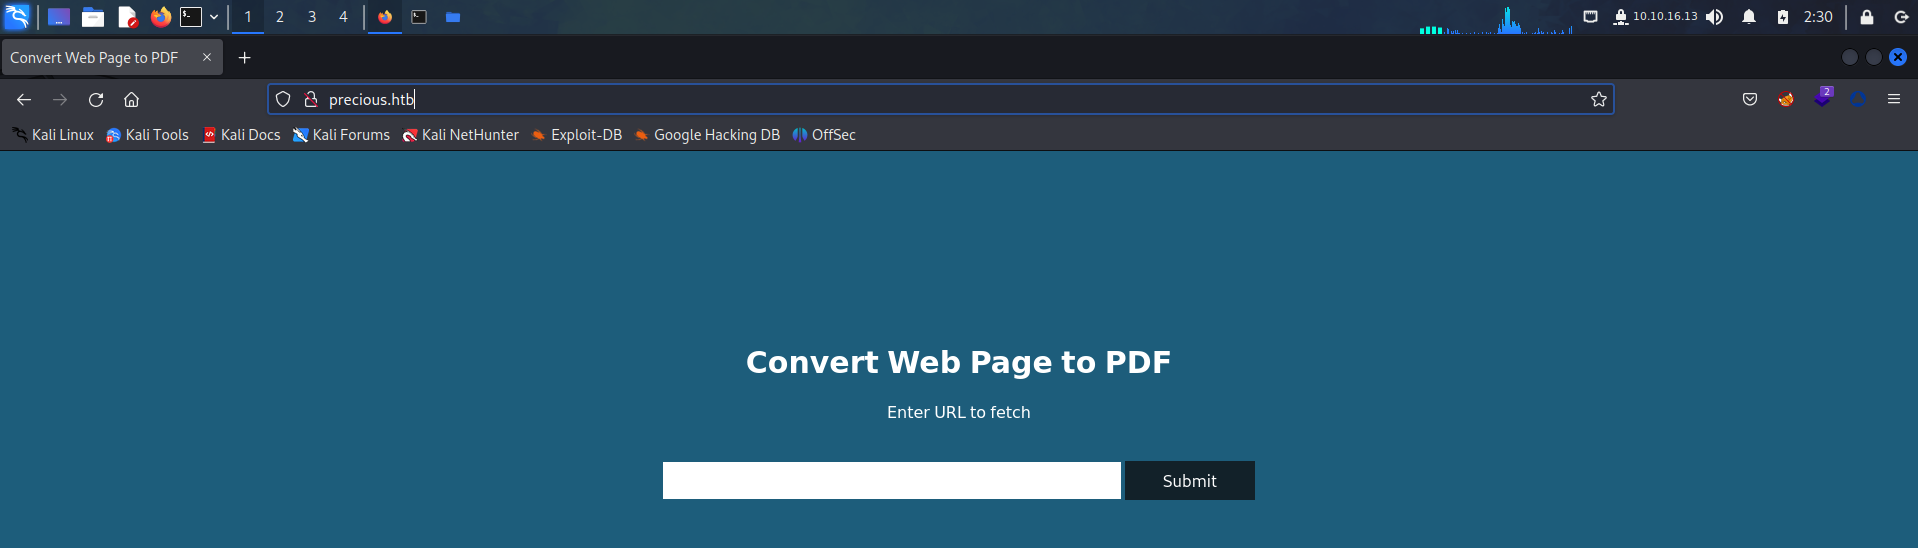 1 2 3 4 10.10.16.13 2:30
Convert Web Page to PDF
precious.htb 2
Kali Linux Kali Tools Kali Docs Kali Forums Kali NetHunter Exploit-DB Google Hacking DB OffSec
Convert Web Page to PDF
Enter URL to fetch
Submit